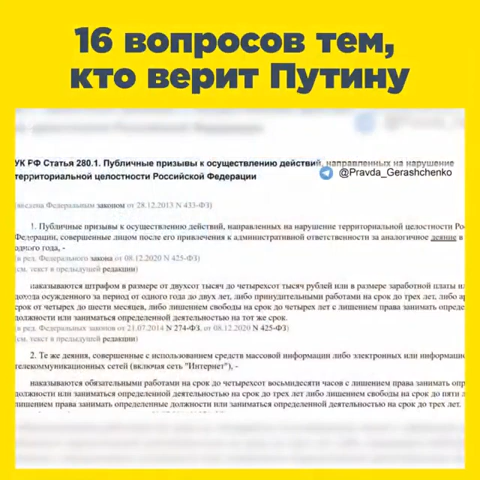 16 вопросов тем,
кто верит Путину
УК РФ Статья 280.1. Публичные призывы к осуществлению действий, направленных на нарушение
территориальной целостности Российской Федерации
@Pravda_Gerashchenko
(введена Федеральным законом от 28.12.2013 N 433-ФЗ)
1. Публичные призывы к осуществлению действий, направленных на нарушение территориальной целостности
Федерации, совершенные лицом после его привлечения к административной ответственности за аналогичное деяние в
одного года, -
(в ред. Федерального закона от 08.12.2020 N 425-ФЗ)
(см. текст в предыдущей редакции)
наказываются штрафом в размере от двухсот тысяч до четырехсот тысяч рублей или в размере заработной платы
дохода осужденного за период от одного года до двух лет, либо принудительными работами на срок до трех лет, либо
срок от четырех до шести месяцев, либо лишением свободы на срок до четырех лет с лишением права занимать
должности или заниматься определенной деятельностью на тот же срок.
(в ред. Федеральных законов от 21.07.2014 N 274-ФЗ, от 08.12.2020 N 425-ФЗ)
(см. текст в предыдущей редакции)
2. Те же деяния, совершенные с использованием средств массовой информации либо электронных или
телекоммуникационных сетей (включая сеть "Интернет"), -
наказываются обязательными работами на срок до четырехсот восьмидесяти часов с лишением права занимать
должности или заниматься определенной деятельностью на срок до трех лет либо лишением свободы на срок до пяти
лишением права занимать определенные должности или заниматься определенной деятельностью на срок до трех лет.